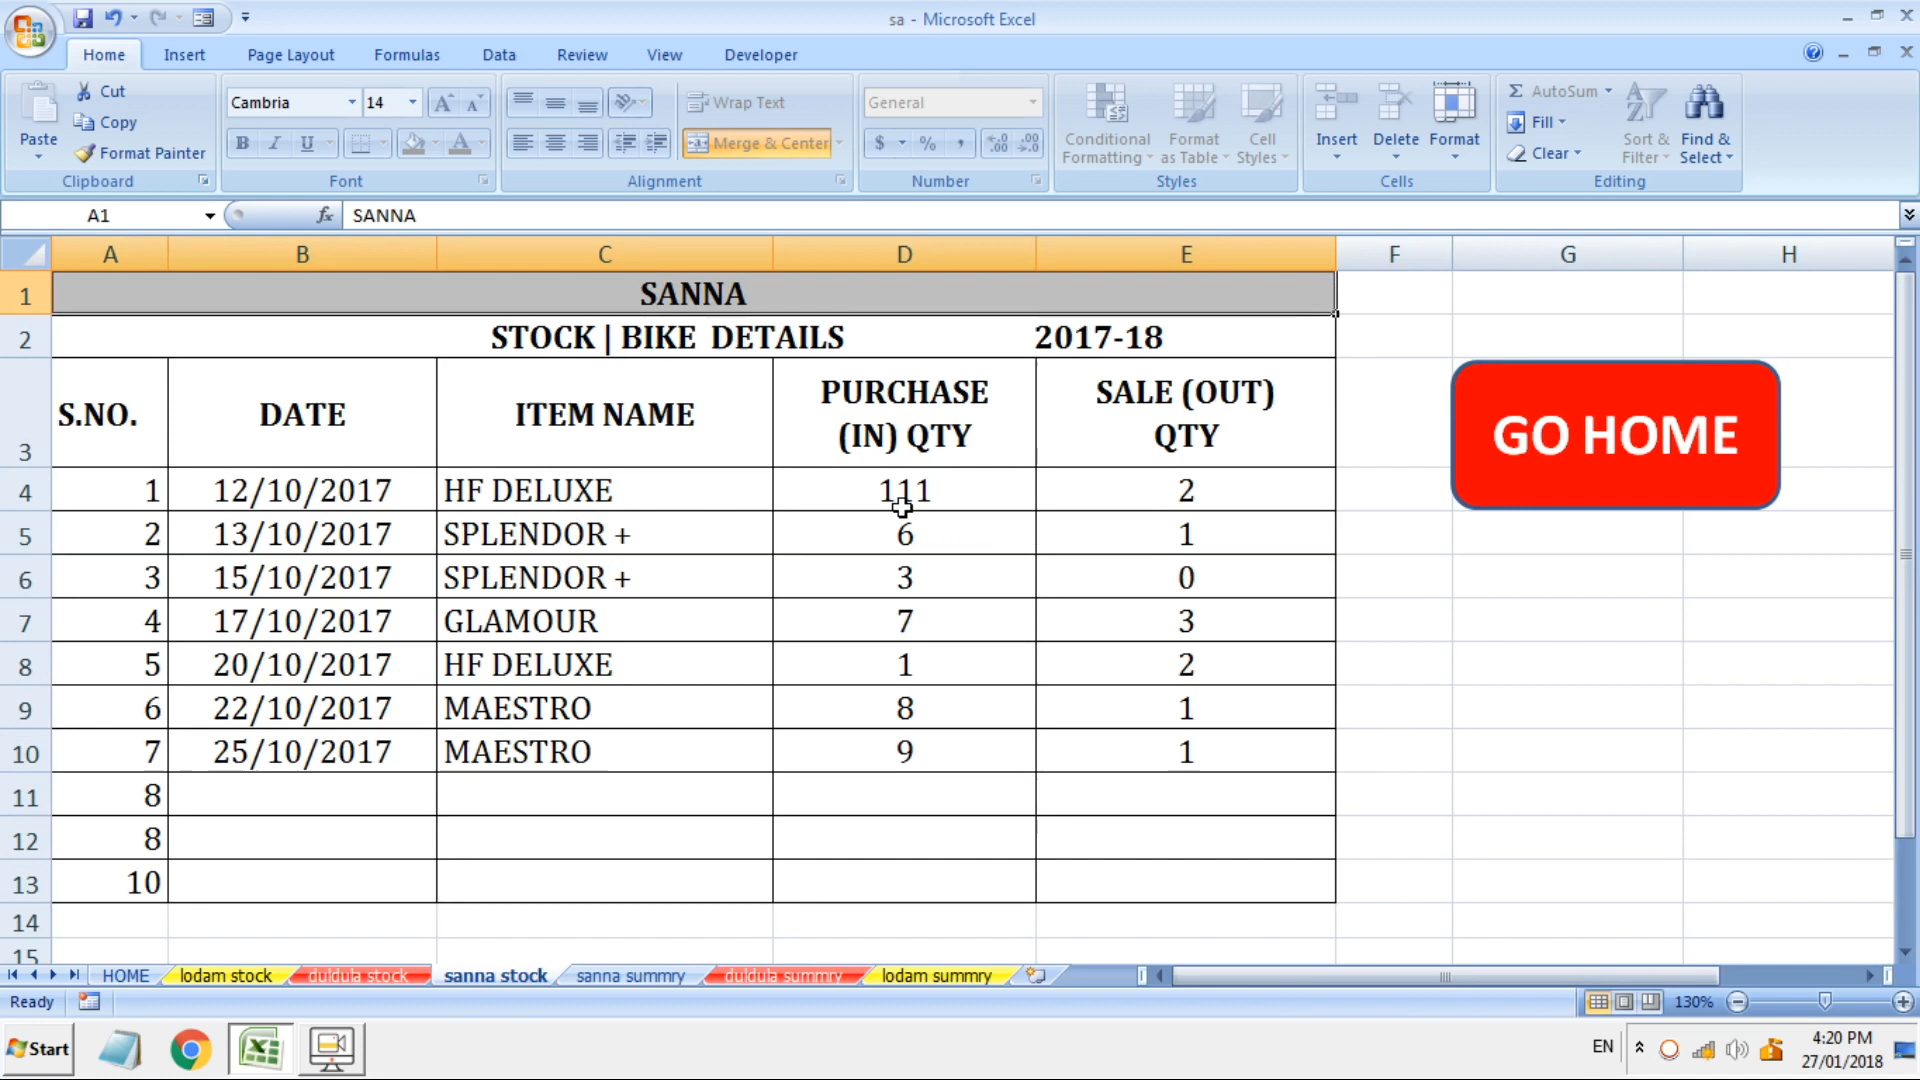 sa - Microsoft Excel
Home Insert Page Layout Formulas Data Review View Developer
Paste
Cut
Copy
Format Painter
Clipboard
Cambria 14
B I U
Font
Wrap Text
Merge & Center
Alignment
General
$ % ,
Number
Conditional Formatting
Format as Table
Cell Styles
Styles
Insert Delete Format
Cells
Σ AutoSum
Fill
Clear
Sort & Filter
Find & Select
Editing
A1 fx SANNA
A B C D E F G H
1 SANNA
2 STOCK | BIKE DETAILS 2017-18
3 S.NO. DATE ITEM NAME PURCHASE (IN) QTY SALE (OUT) QTY
GO HOME
4 1 12/10/2017 HF DELUXE 111 2
5 2 13/10/2017 SPLENDOR + 6 1
6 3 15/10/2017 SPLENDOR + 3 0
7 4 17/10/2017 GLAMOUR 7 3
8 5 20/10/2017 HF DELUXE 1 2
9 6 22/10/2017 MAESTRO 8 1
10 7 25/10/2017 MAESTRO 9 1
11 8
12 8
13 10
14
15
HOME lodam stock duldula stock sanna stock sanna summry duldula summry lodam summry
Ready 130%
Start EN 4:20 PM
27/01/2018